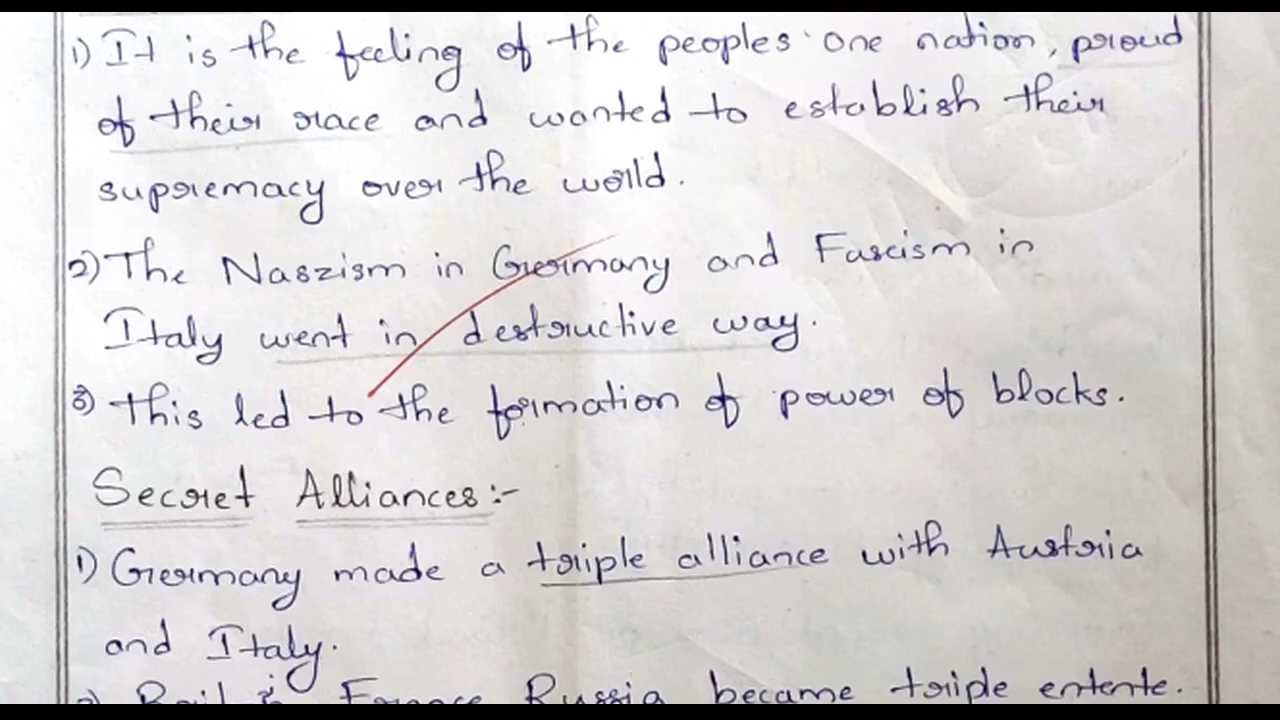 1) It is the feeling of the peoples one nation, proud
of their race and wanted to establish their
supremacy over the world.
2) The Naszism in Germany and Fascism in
Italy went in destructive way.
3) This led to the formation of power of blocks.
Secret Alliances:-
1) Germany made a triple alliance with Austria
and Italy.
2) France Russia became triple entente.